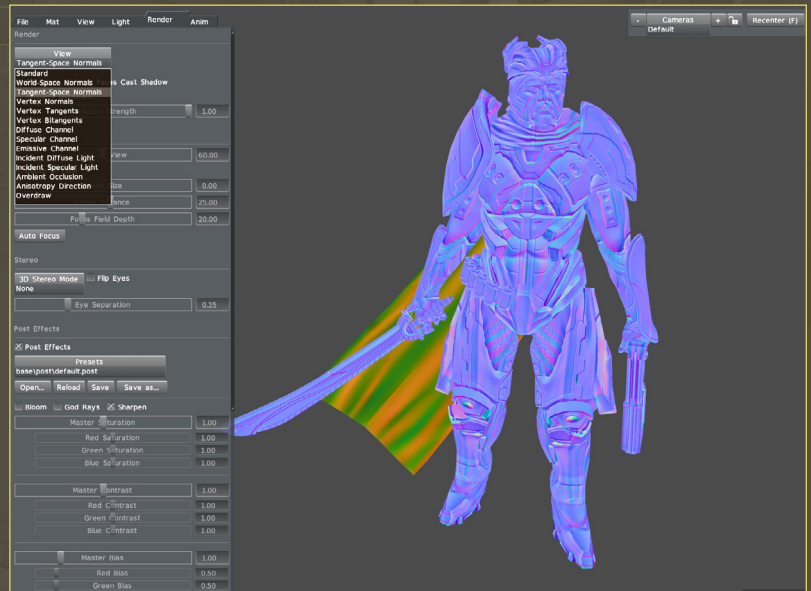 File Mat View Light Render Anim
- Cameras + Recenter (F)
Default
Render
View
Tangent-Space Normals
Standard
World-Space Normals
Cast Shadow
Tangent-Space Normals
Vertex Normals
Vertex Tangents
1.00
Vertex Bitangents
Diffuse Channel
Specular Channel
Emissive Channel
Incident Diffuse Light
View 60.00
Incident Specular Light
Ambient Occlusion
Anisotropy Direction
0.00
Overdraw
25.00
Focus Field Depth 20.00
Auto Focus
Stereo
3D Stereo Mode Flip Eyes
None
Eye Separation 0.25
Post Effects
Post Effects
Presets
base\post\default.post
Open... Reload Save Save as...
Bloom God Rays Sharpen
Master Saturation 1.00
Red Saturation 1.00
Green Saturation 1.00
Blue Saturation 1.00
Master Contrast 1.00
Red Contrast 1.00
Green Contrast 1.00
Blue Contrast 1.00
Master Bias 1.00
Red Bias 0.50
Green Bias 0.50